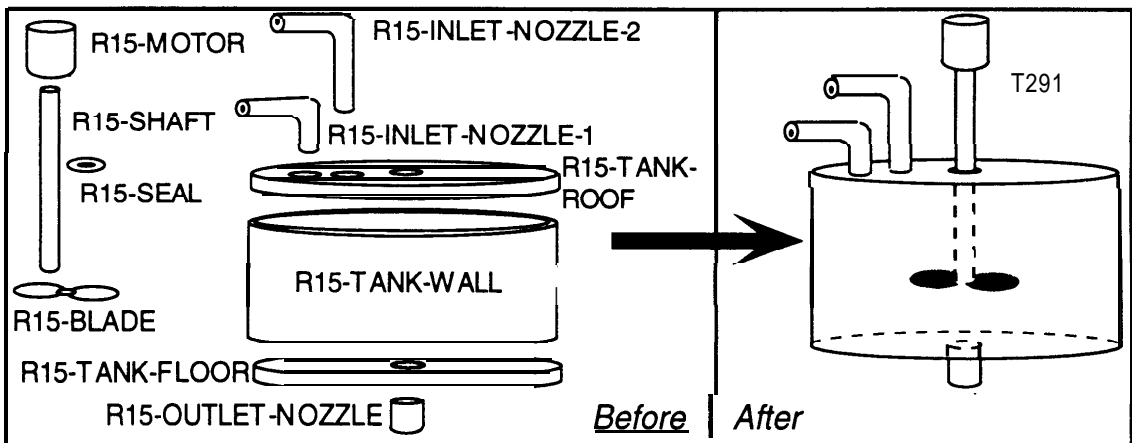 R15-MOTOR
R15-INLET-NOZZLE-2
T291
R15-SHAFT
R15-INLET-NOZZLE-1
R15-SEAL
R15-TANK-
ROOF
R15-TANK-WALL
R15-BLADE
R15-TANK-FLOOR
R15-OUTLET-NOZZLE
Before
After